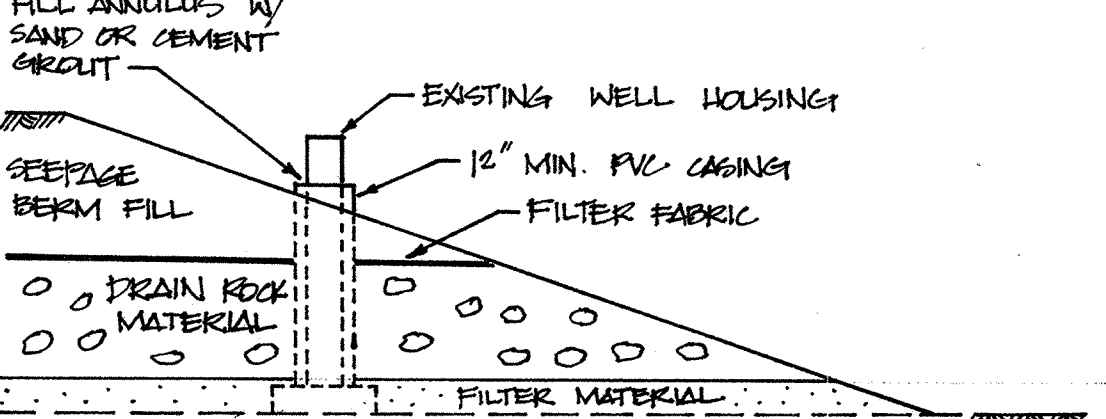 FILL ANNULUS W/
SAND OR CEMENT
GROUT
EXISTING WELL HOUSING
12" MIN. PVC CASING
SEEPAGE
BERM FILL
FILTER FABRIC
DRAIN ROCK
MATERIAL
FILTER MATERIAL